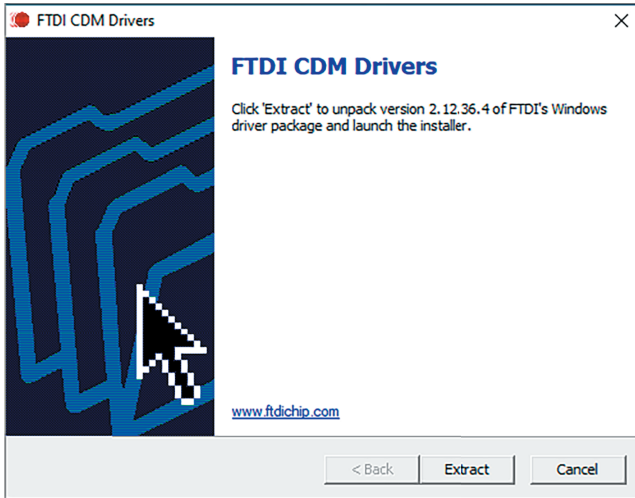 FTDI CDM Drivers
FTDI CDM Drivers
Click 'Extract' to unpack version 2.12.36.4 of FTDI's Windows
driver package and launch the installer.
www.ftdichip.com
< Back Extract Cancel